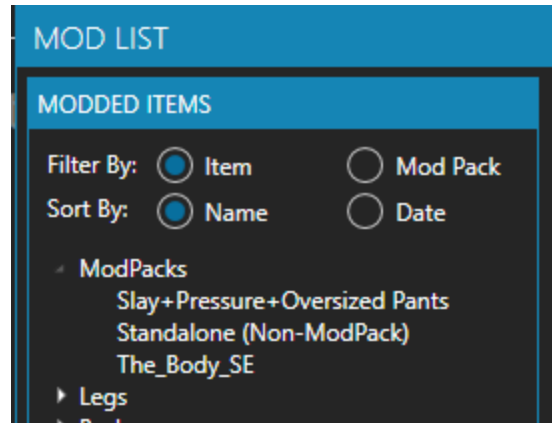 MOD LIST
MODDED ITEMS
Filter By: Item Mod Pack
Sort By: Name Date
ModPacks
Slay+Pressure+Oversized Pants
Standalone (Non-ModPack)
The_Body_SE
Legs